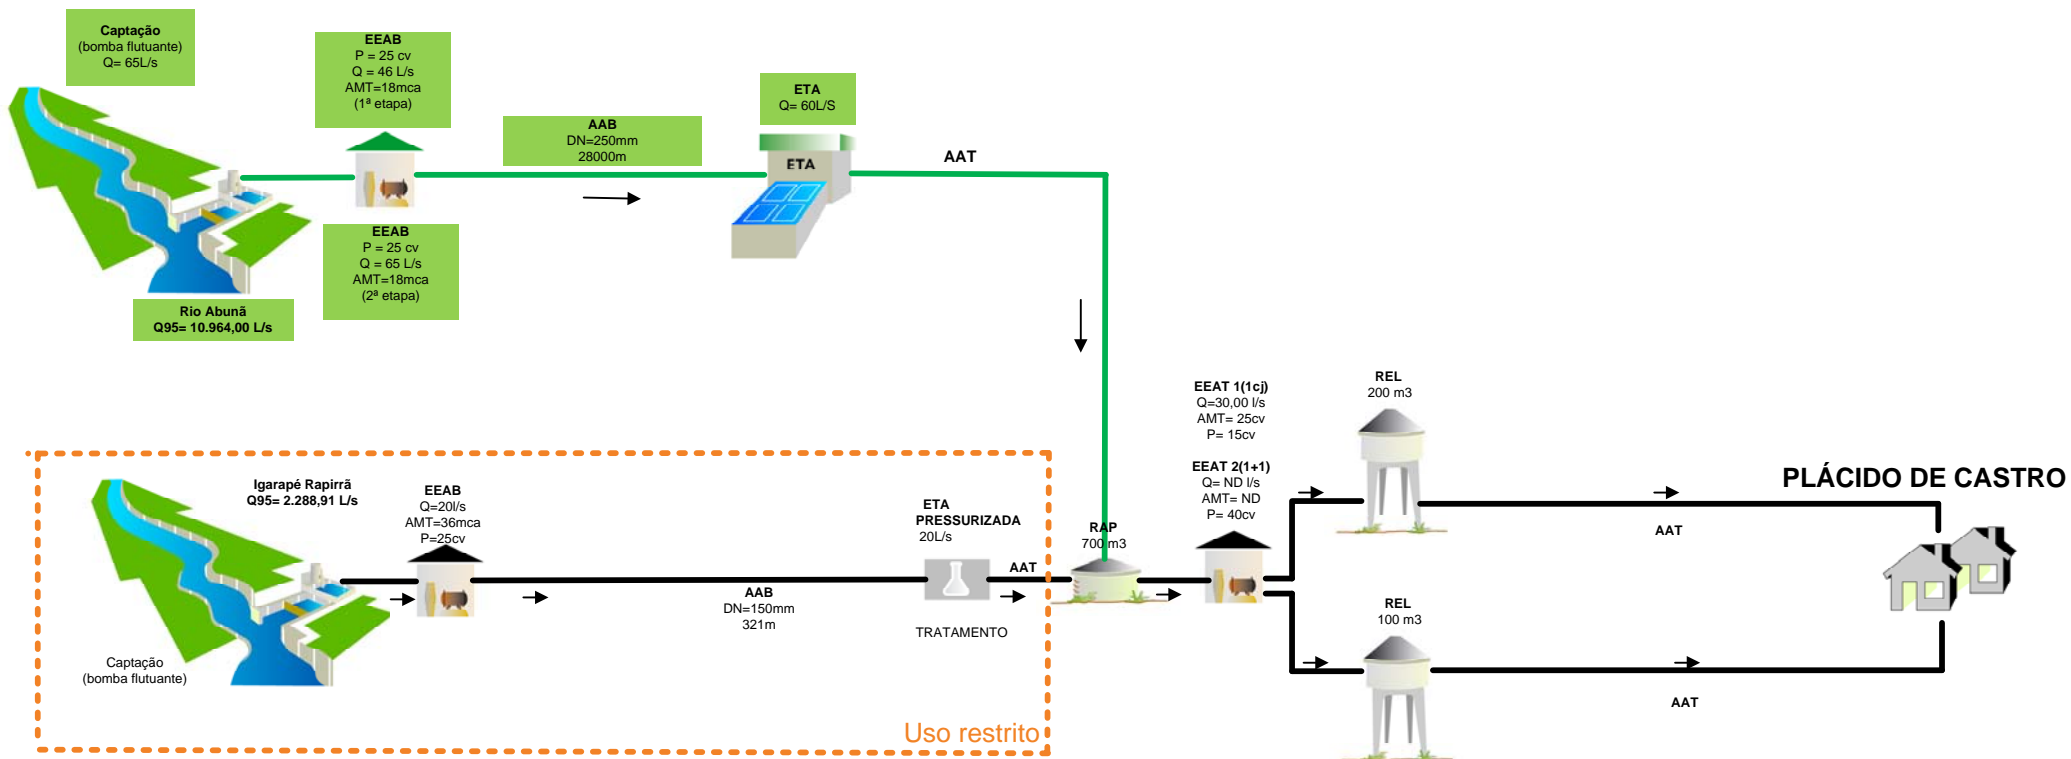 Captação
(bomba flutuante)
Q= 65L/s
EEAB
P = 25 cv
Q = 46 L/s
AMT=18mca
(1ª etapa)
AAB
DN=250mm
28000m
ETA
Q= 60L/S
ETA
AAT
EEAB
P = 25 cv
Q = 65 L/s
AMT=18mca
(2ª etapa)
Rio Abunã
Q95= 10.964,00 L/s
Igarapé Rapirrã
Q95= 2.288,91 L/s
EEAB
Q=20l/s
AMT=36mca
P=25cv
Captação
(bomba flutuante)
AAB
DN=150mm
321m
ETA
PRESSURIZADA
20L/s
TRATAMENTO
AAT
Uso restrito
RAP
700 m3
EEAT 1(1cj)
Q=30,00 l/s
AMT= 25cv
P= 15cv
EEAT 2(1+1)
Q= ND l/s
AMT= ND
P= 40cv
REL
200 m3
AAT
REL
100 m3
AAT
PLÁCIDO DE CASTRO